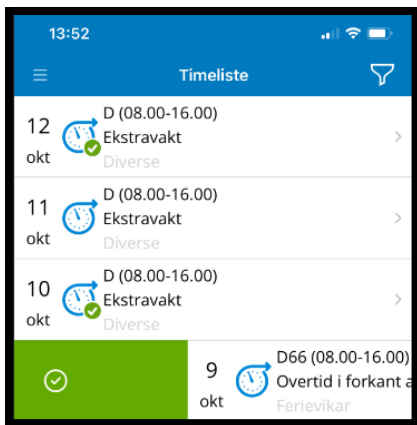 13:52
Timeliste
12
okt
D (08.00-16.00)
Ekstravakt
Diverse
11
okt
D (08.00-16.00)
Ekstravakt
Diverse
10
okt
D (08.00-16.00)
Ekstravakt
Diverse
9
okt
D66 (08.00-16.00)
Overtid i forkant a
Ferievikar